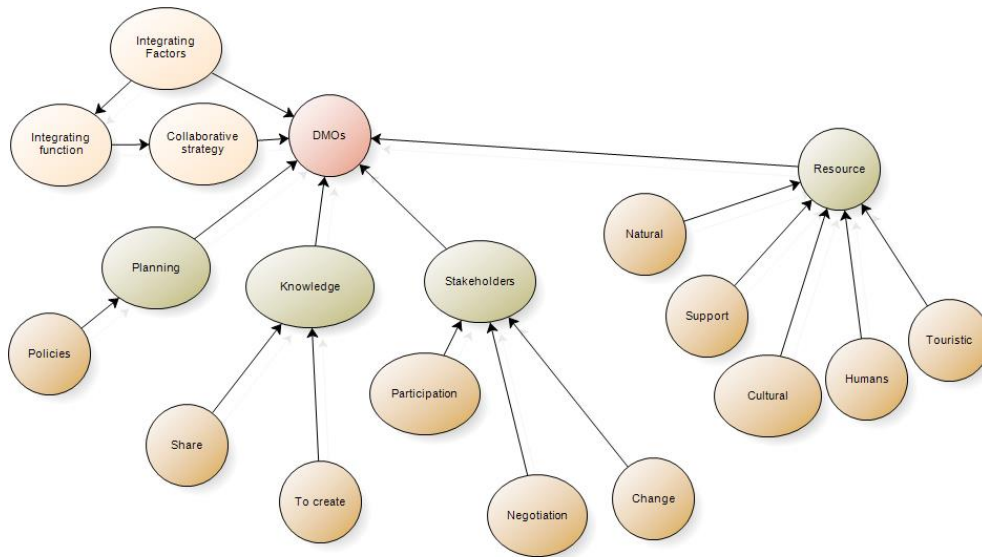 Integrating
Factors
Integrating
function
Collaborative
strategy
DMOs
Resource
Natural
Planning
Knowledge
Stakeholders
Support
Touristic
Policies
Participation
Cultural
Humans
Share
To create
Negotiation
Change